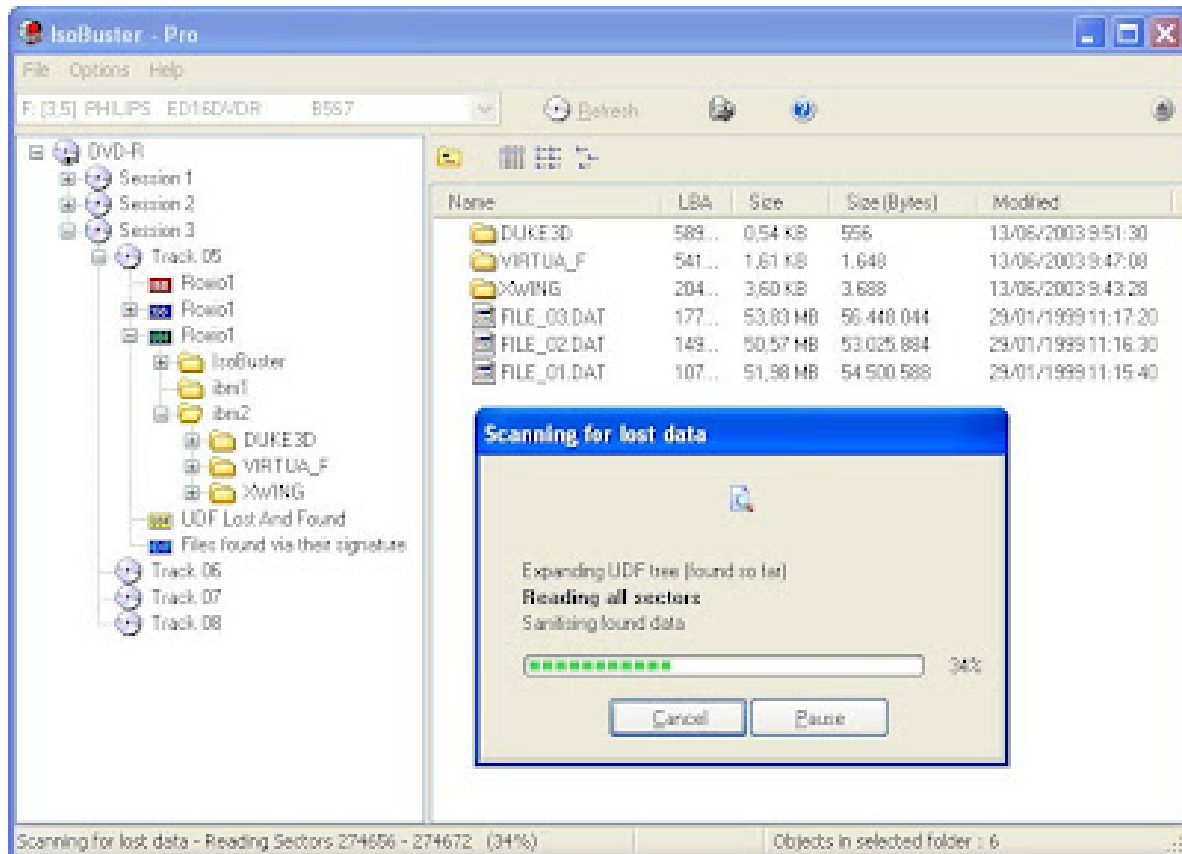 IsoBuster - Pro
File Options Help
F: [3,5] PHILIPS ED16DVDR B5S7
Refresh
DVD-R
Session 1
Session 2
Session 3
Track 05
Roxio1
Roxio1
Roxio1
IsoBuster
ibm1
ibm2
DUKE3D
VIRTUA_F
XWING
UDF Lost And Found
Files found via their signature
Track 06
Track 07
Track 08
Name LBA Size Size (Bytes) Modified
DUKE3D 589... 0,54 KB 556 13/06/2003 9:51:30
VIRTUA_F 541... 1,61 KB 1.648 13/06/2003 9:47:08
XWING 204... 3,60 KB 3.688 13/06/2003 9:43:28
FILE_03.DAT 177... 53,83 MB 56.448.044 29/01/1999 11:17:20
FILE_02.DAT 149... 50,57 MB 53.025.884 29/01/1999 11:16:30
FILE_01.DAT 107... 51,98 MB 54.500.588 29/01/1999 11:15:40
Scanning for lost data
Expanding UDF tree (found so far)
Reading all sectors
Sanitising found data
34%
Cancel Pause
Scanning for lost data - Reading Sectors 274656 - 274672 (34%) Objects in selected folder : 6